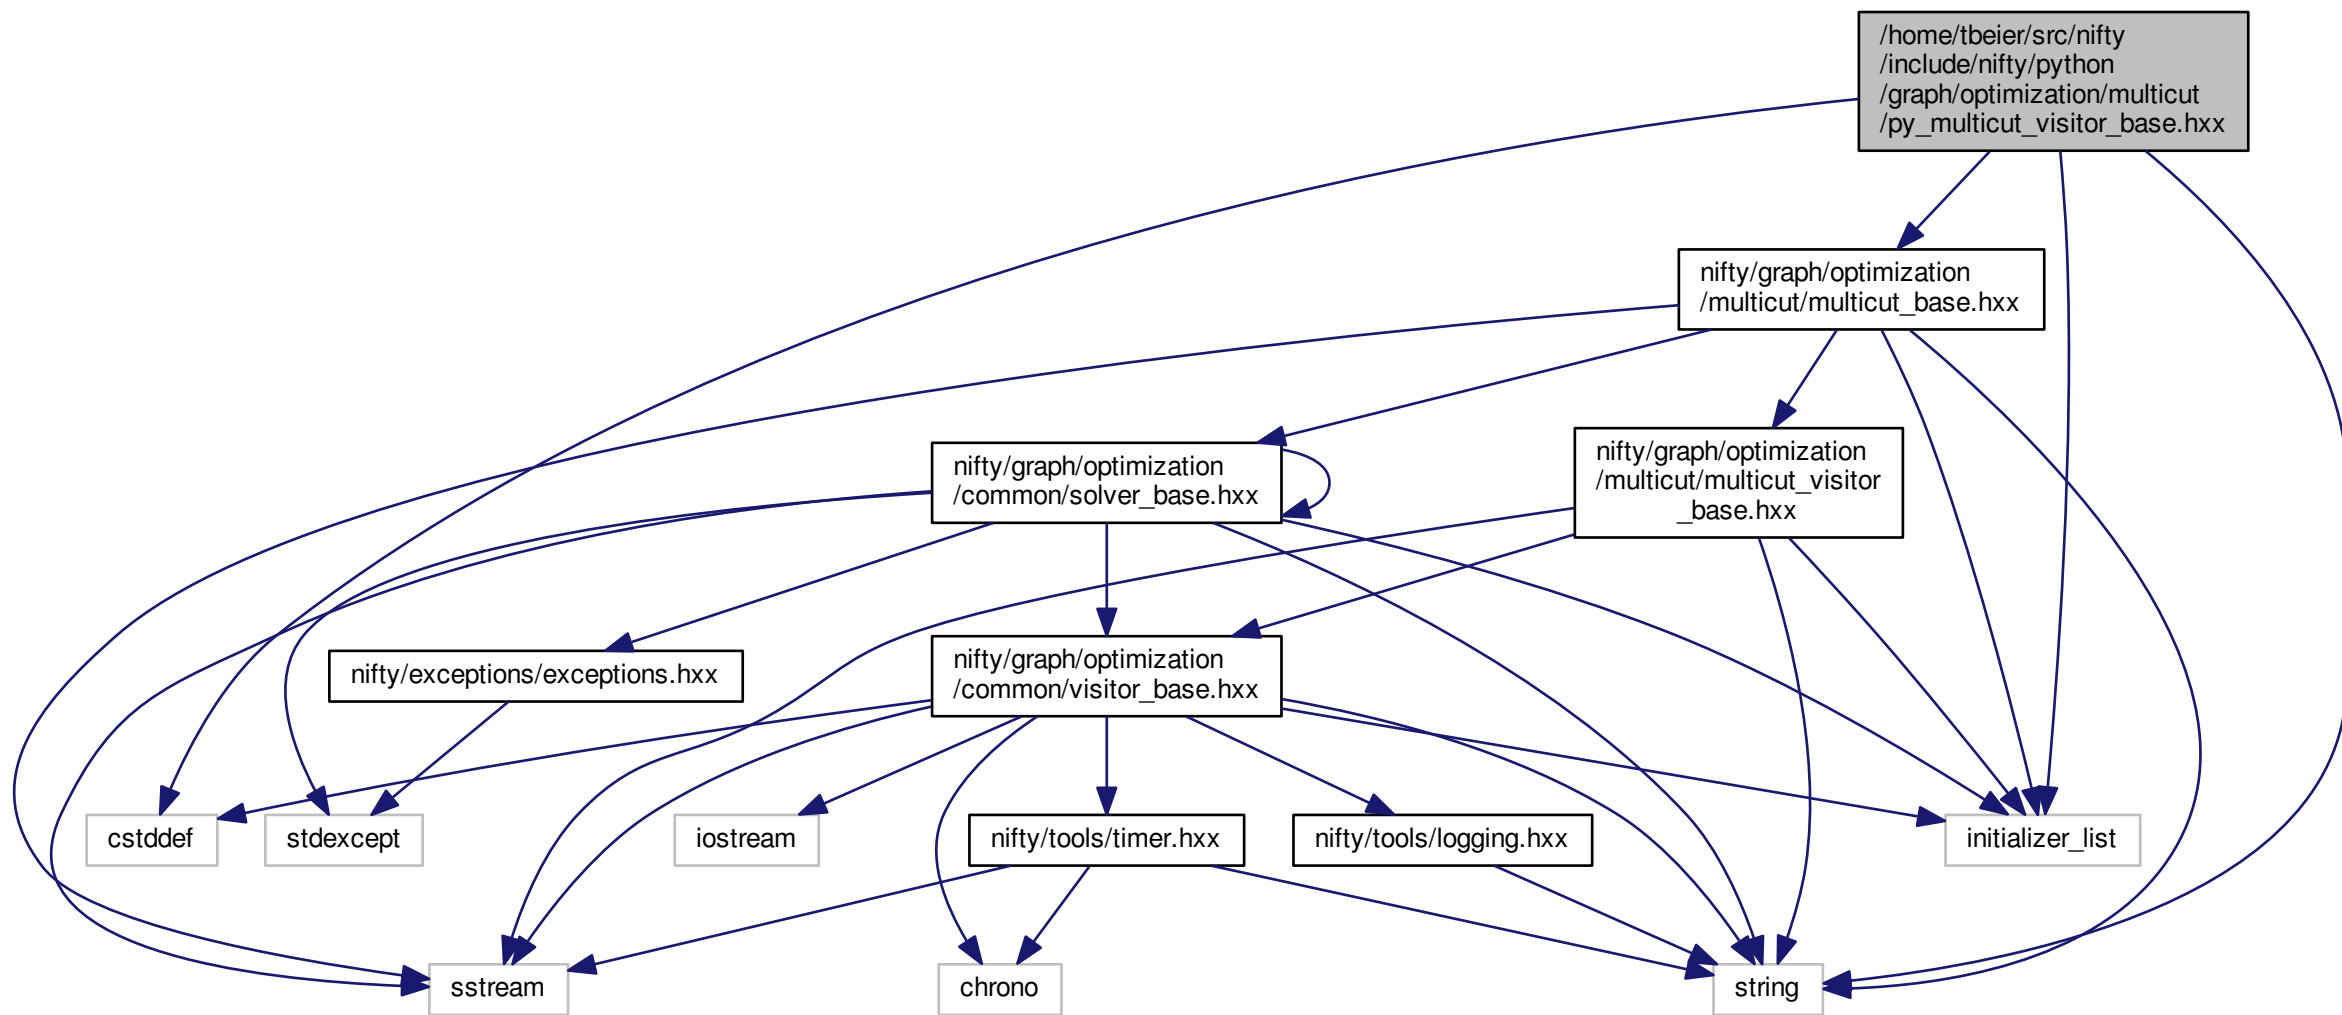 /home/tbeier/src/nifty
/include/nifty/python
/graph/optimization/multicut
/py_multicut_visitor_base.hxx
nifty/graph/optimization
/multicut/multicut_base.hxx
nifty/graph/optimization
/common/solver_base.hxx
nifty/graph/optimization
/multicut/multicut_visitor
_base.hxx
nifty/exceptions/exceptions.hxx
nifty/graph/optimization
/common/visitor_base.hxx
cstddef
stdexcept
iostream
nifty/tools/timer.hxx
nifty/tools/logging.hxx
initializer_list
sstream
chrono
string